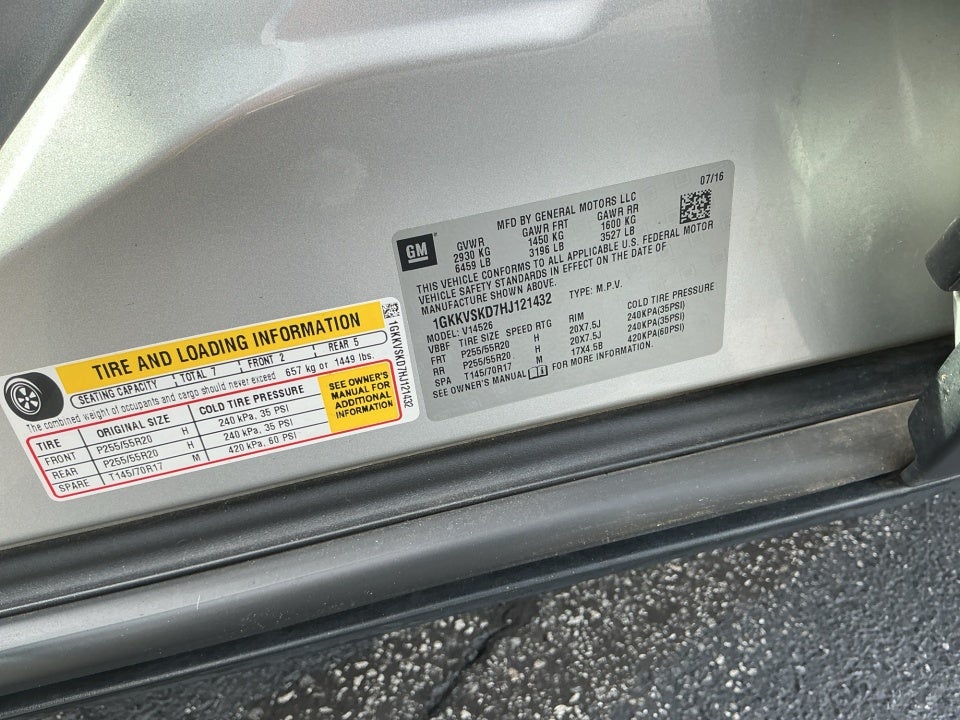 TIRE AND LOADING INFORMATION
SEATING CAPACITY TOTAL 7 FRONT 2 REAR 5
The combined weight of occupants and cargo should never exceed 657 kg or 1449 lbs.
TIRE ORIGINAL SIZE COLD TIRE PRESSURE
FRONT P255/55R20 H 240 kPa, 35 PSI
REAR P255/55R20 H 240 kPa, 35 PSI
SPARE T145/70R17 M 420 kPa, 60 PSI
SEE OWNER'S
MANUAL FOR
ADDITIONAL
INFORMATION
1GKKVSKD7HJ121432
GM
07/16
MFD BY GENERAL MOTORS LLC
GVWR GAWR FRT GAWR RR
2930 KG 1450 KG 1600 KG
6459 LB 3196 LB 3527 LB
THIS VEHICLE CONFORMS TO ALL APPLICABLE U.S. FEDERAL MOTOR
VEHICLE SAFETY STANDARDS IN EFFECT ON THE DATE OF
MANUFACTURE SHOWN ABOVE.
1GKKVSKD7HJ121432 TYPE: M.P.V.
MODEL: V14526
VBBF TIRE SIZE SPEED RTG RIM COLD TIRE PRESSURE
FRT P255/55R20 H 20X7.5J 240KPA(35PSI)
RR P255/55R20 H 20X7.5J 240KPA(35PSI)
SPA T145/70R17 M 17X4.5B 420KPA(60PSI)
SEE OWNER'S MANUAL FOR MORE INFORMATION.